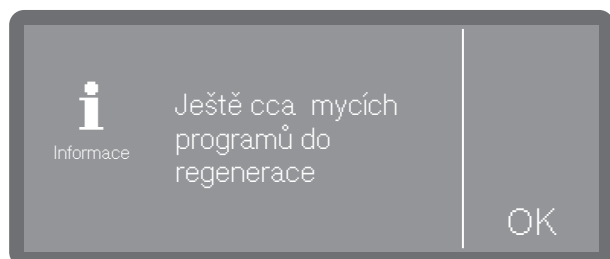 Informace
Ještě cca  mycích
programů do
regenerace
OK